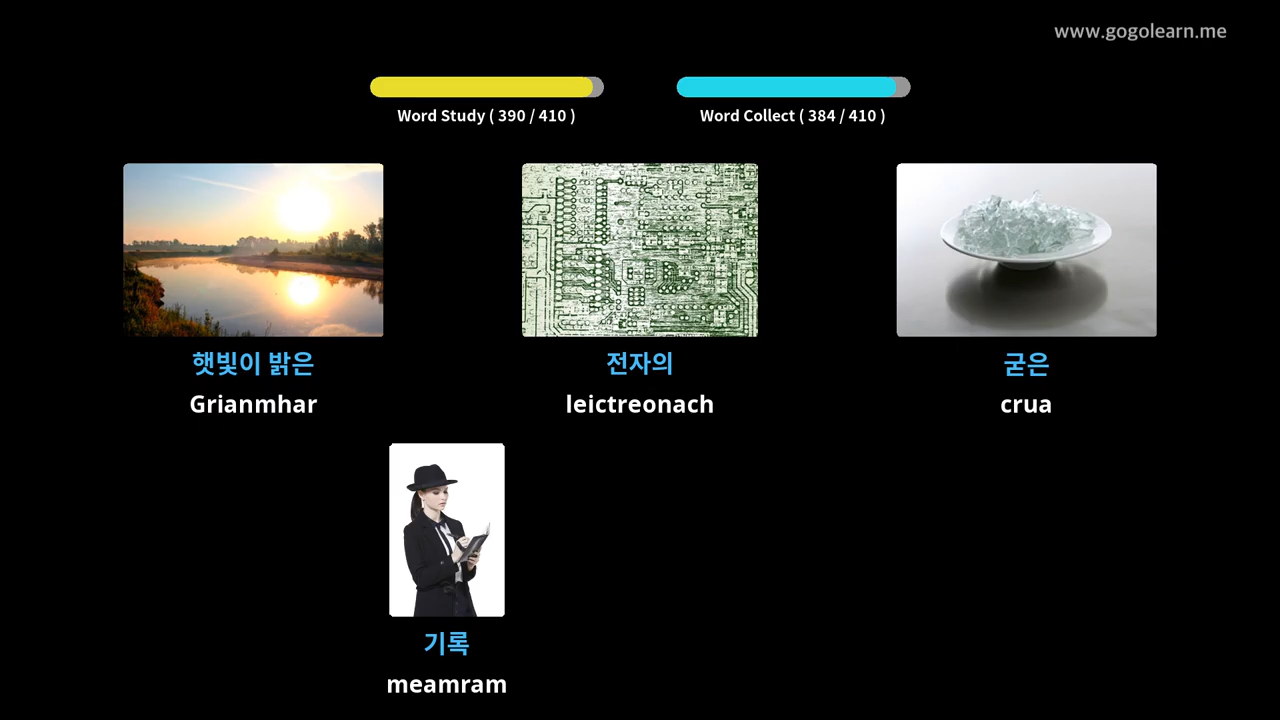 www.gogolearn.me
Word Study ( 390 / 410 )
Word Collect ( 384 / 410 )
햇빛이 밝은
Grianmhar
전자의
leictreonach
굳은
crua
기록
meamram